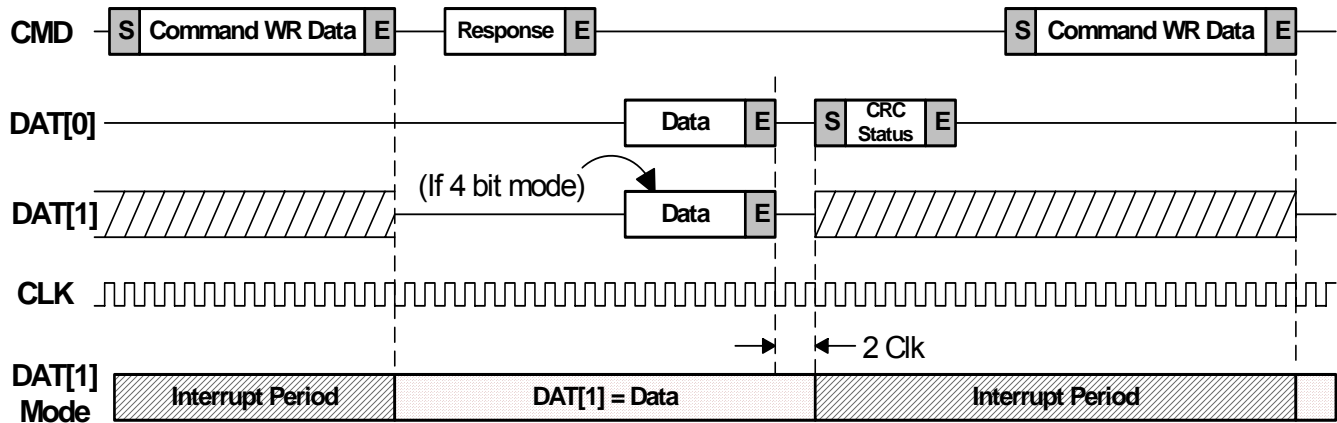 CMD S Command WR Data E Response E S Command WR Data E
DAT[0] Data E S CRC Status E
(If 4 bit mode)
DAT[1] Data E
CLK
2 Clk
DAT[1] Mode Interrupt Period DAT[1] = Data Interrupt Period